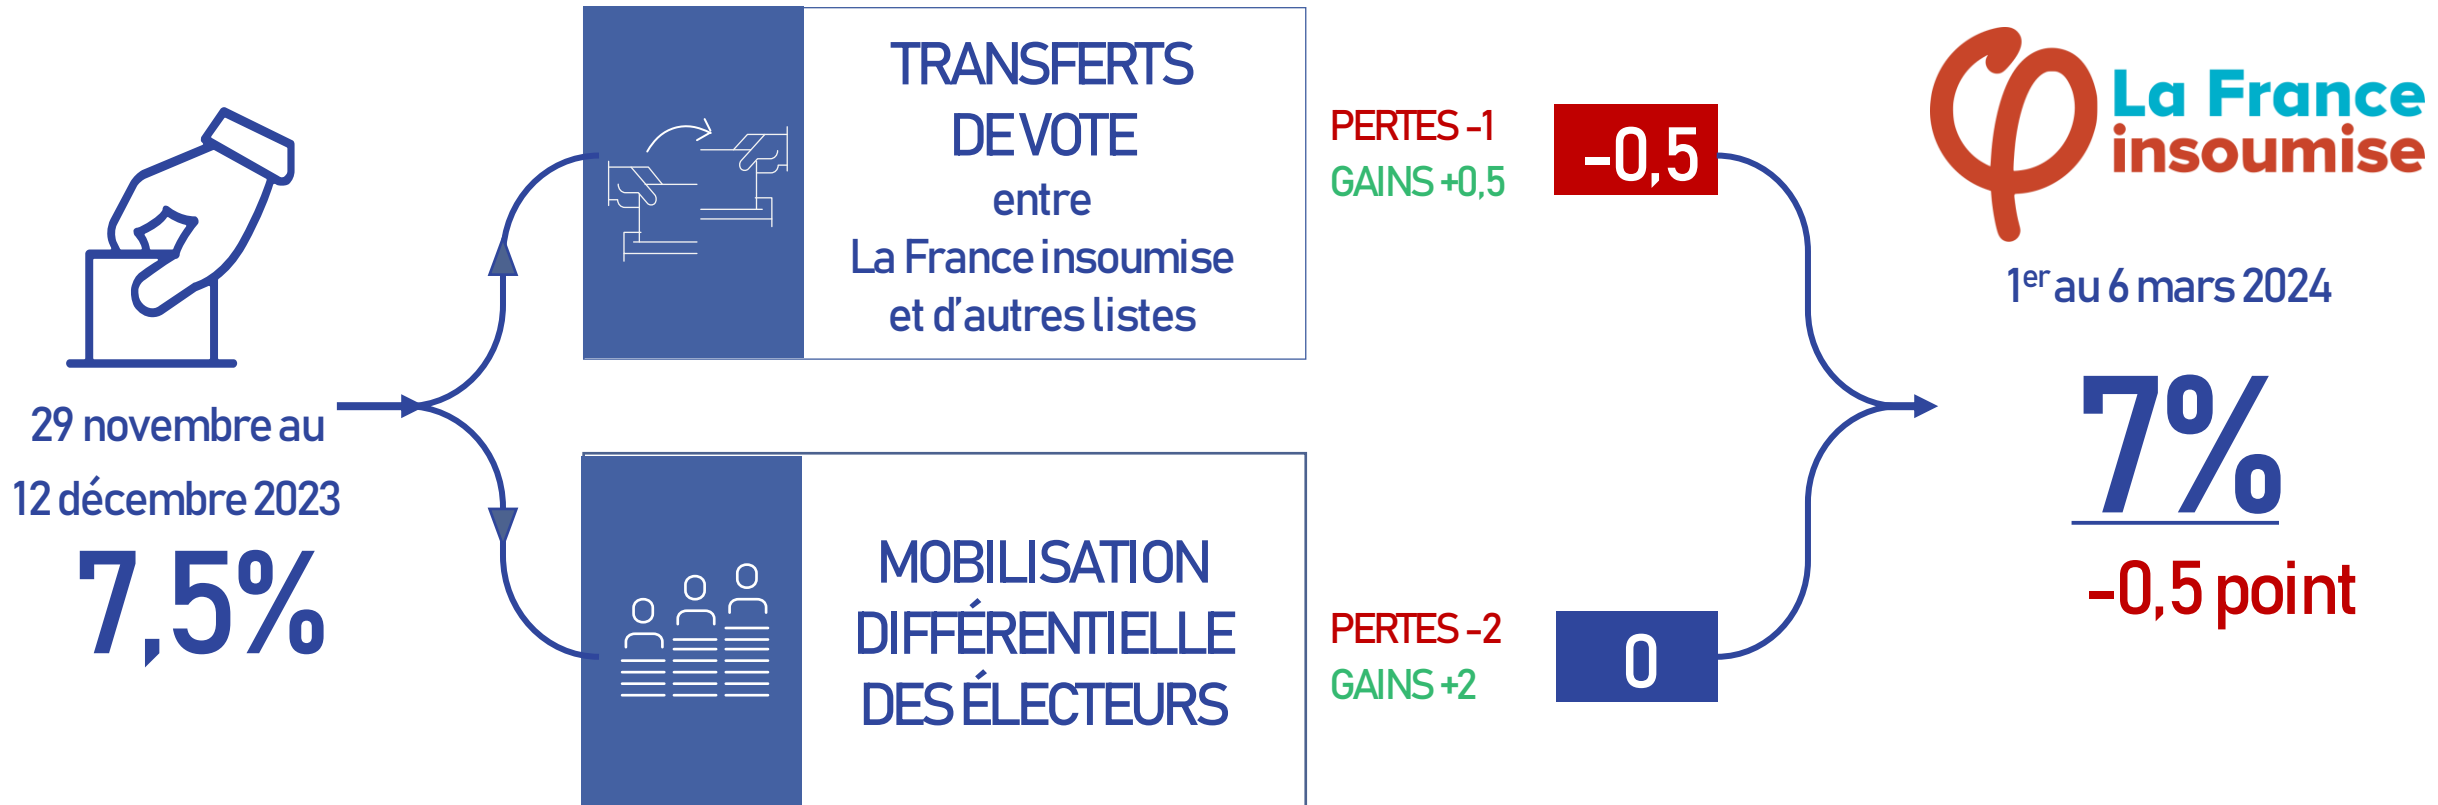 29 novembre au
12 décembre 2023
7,5%
TRANSFERTS
DE VOTE
entre
La France insoumise
et d'autres listes
PERTES -1
GAINS +0,5
-0,5
MOBILISATION
DIFFÉRENTIELLE
DES ÉLECTEURS
PERTES -2
GAINS +2
0
La France
insoumise
1er au 6 mars 2024
7%
-0,5 point